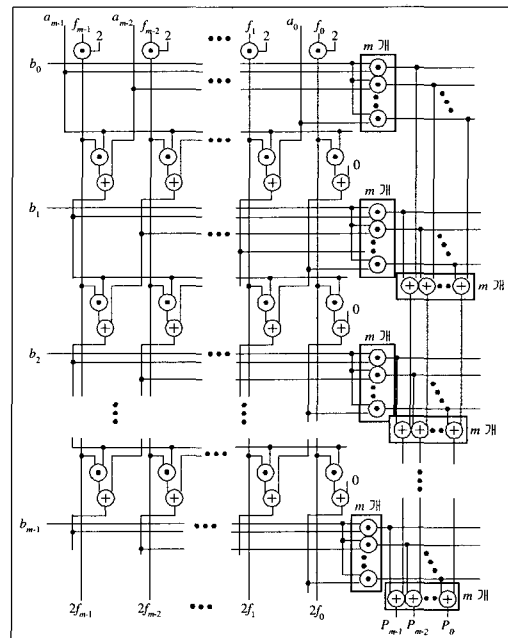 a_{m-1} f_{m-1} a_{m-2} f_{m-2} f_1 a_0 f_0 m 개
2 2 2 2
b_0
0
b_1 m 개
m 개
0
b_2 m 개
m 개
0
b_{m-1} m 개
m 개
2f_{m-1} 2f_{m-2} 2f_1 2f_0 P_{m-1} P_{m-2} P_0